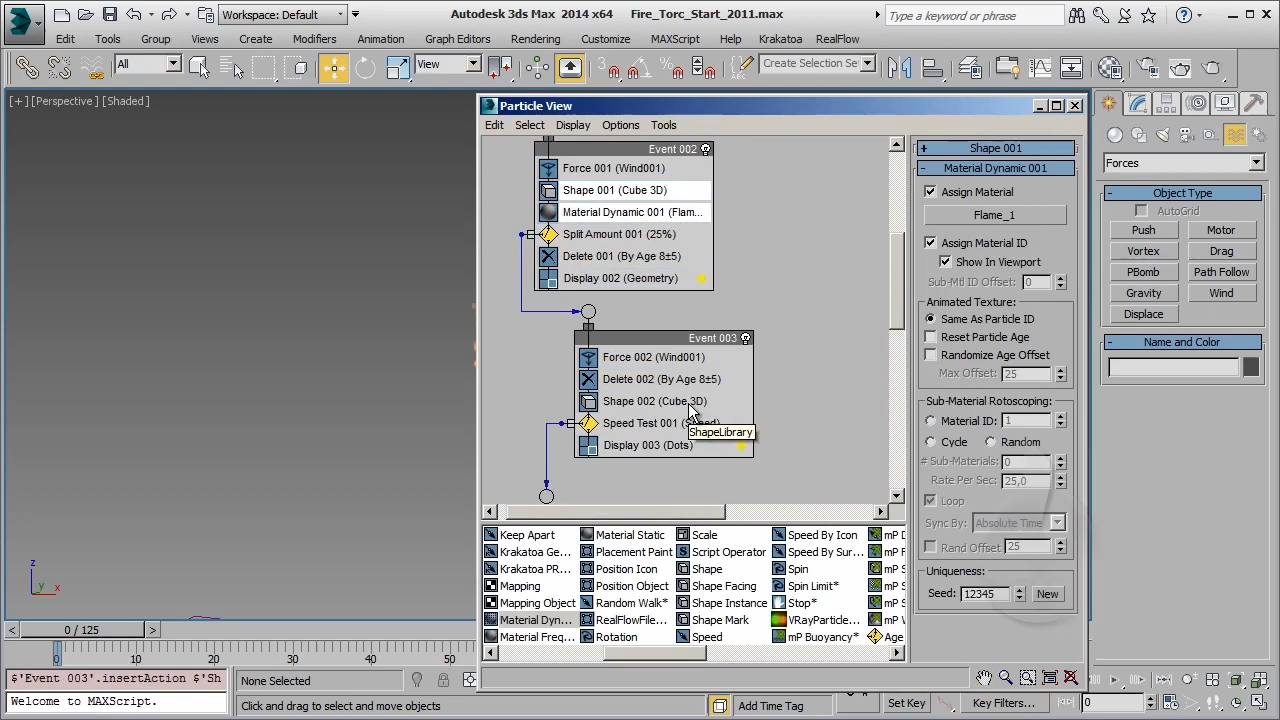 Workspace: Default
Autodesk 3ds Max 2014 x64 Fire_Torc_Start_2011.max
Type a keyword or phrase
Edit Tools Group Views Create Modifiers Animation Graph Editors Rendering Customize MAXScript Help Krakatoa RealFlow
All
View
Create Selection Se
[+] [Perspective] [Shaded]
Particle View
Edit Select Display Options Tools
Event 002
Force 001 (Wind001)
Shape 001 (Cube 3D)
Material Dynamic 001 (Flam...
Split Amount 001 (25%)
Delete 001 (By Age 8±5)
Display 002 (Geometry)
Event 003
Force 002 (Wind001)
Delete 002 (By Age 8±5)
Shape 002 (Cube 3D)
Speed Test 001
ShapeLibrary
Display 003 (Dots)
Keep Apart Material Static Scale Speed By Icon mP D
Krakatoa Ge... Placement Paint Script Operator Speed By Sur... mP F
Krakatoa PR... Position Icon Shape Spin mP
Mapping Position Object Shape Facing Spin Limit* mP S
Mapping Object Random Walk* Shape Instance Stop* mP S
Material Dyn... RealFlowFile... Shape Mark VRayParticle... mP W
Material Freq... Rotation Speed mP Buoyancy* Age
+ Shape 001
- Material Dynamic 001
Assign Material
Flame_1
Assign Material ID
Show In Viewport
Sub-Mtl ID Offset: 0
Animated Texture:
Same As Particle ID
Reset Particle Age
Randomize Age Offset
Max Offset: 25
Sub-Material Rotoscoping:
Material ID: 1
Cycle Random
# Sub-Materials: 0
Rate Per Sec: 25,0
Loop
Sync By: Absolute Time
Rand Offset 25
Uniqueness:
Seed: 12345 New
Forces
- Object Type
AutoGrid
Push Motor
Vortex Drag
PBomb Path Follow
Gravity Wind
Displace
- Name and Color
z
y
x
< 0 / 125 >
0 10 20 30 40 50
$'Event 003'.insertAction $'Sh
Welcome to MAXScript.
None Selected
Click and drag to select and move objects
Add Time Tag
Set Key Key Filters... 0